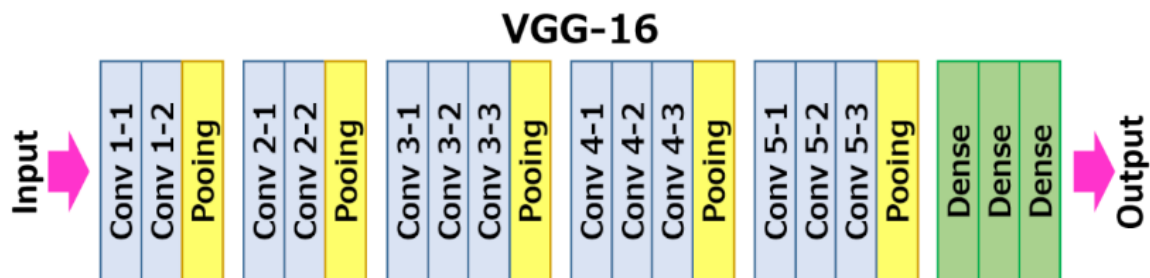 VGG-16
Input
Conv 1-1
Conv 1-2
Pooing
Conv 2-1
Conv 2-2
Pooing
Conv 3-1
Conv 3-2
Conv 3-3
Pooing
Conv 4-1
Conv 4-2
Conv 4-3
Pooing
Conv 5-1
Conv 5-2
Conv 5-3
Pooing
Dense
Dense
Dense
Output